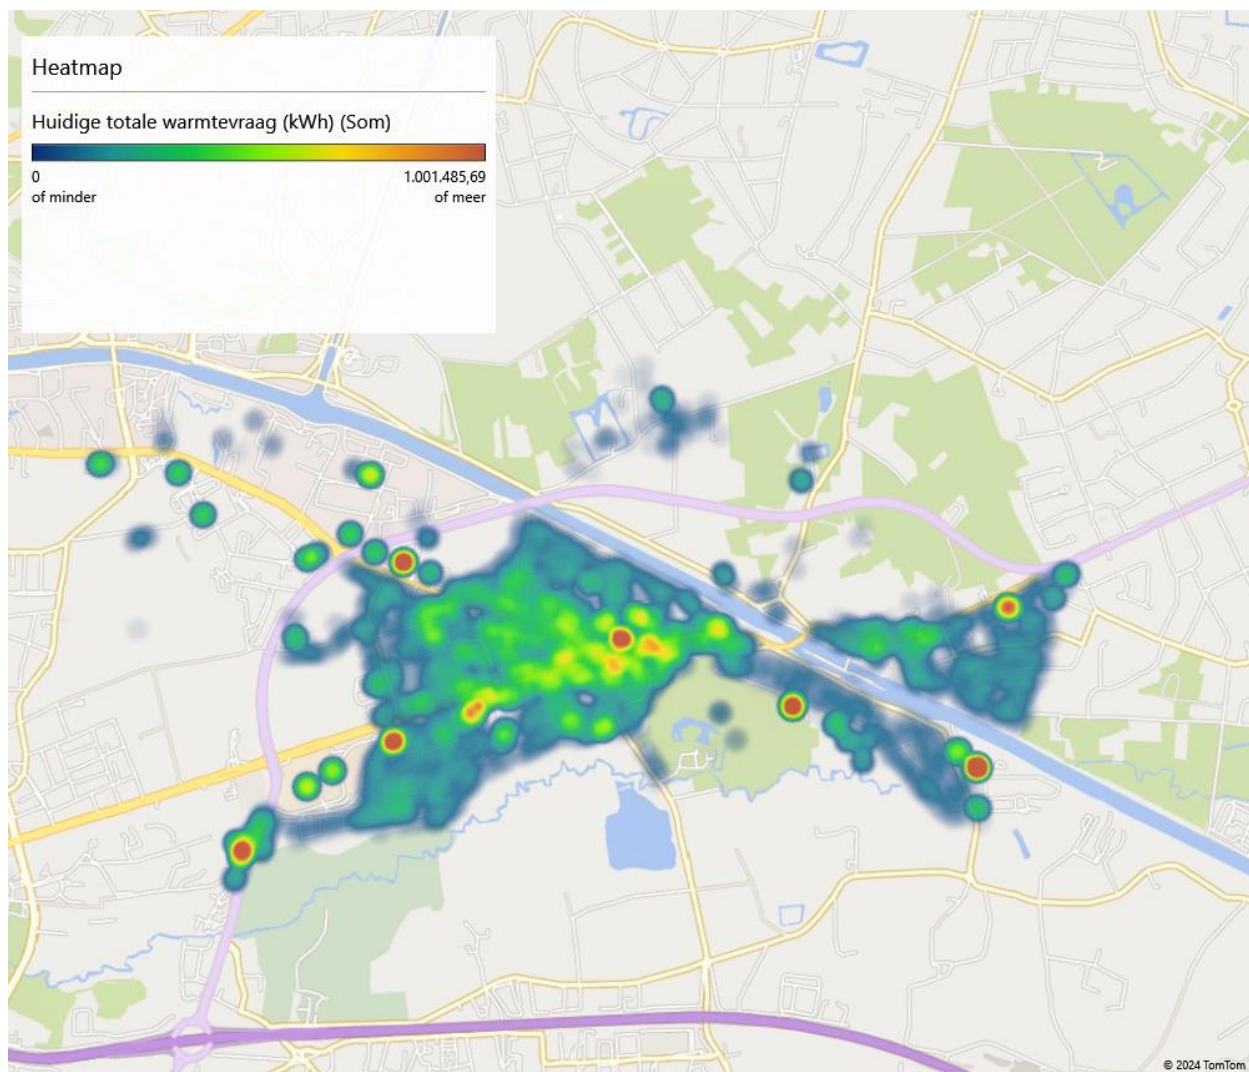 Heatmap
Huidige totale warmtevraag (kWh) (Som)
0
1.001.485,69
of minder
of meer
© 2024 TomTom